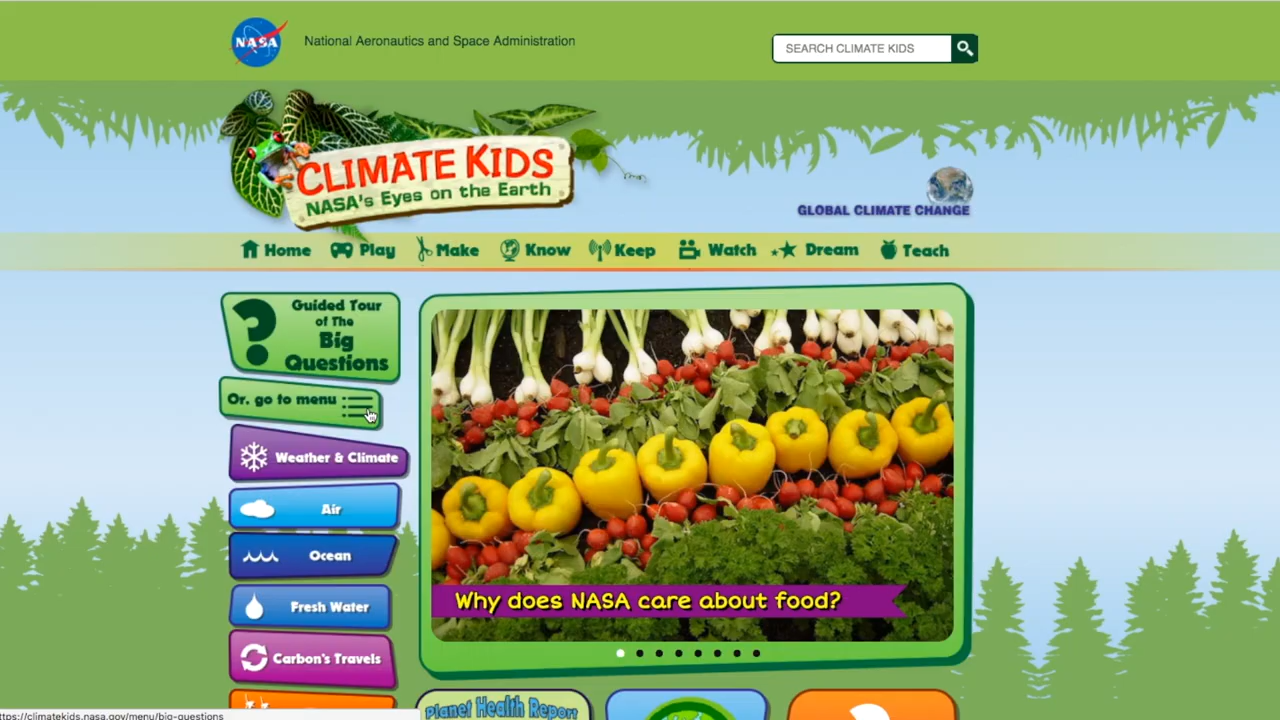 NASA
National Aeronautics and Space Administration
SEARCH CLIMATE KIDS
CLIMATE KIDS
NASA's Eyes on the Earth
GLOBAL CLIMATE CHANGE
Home Play Make Know Keep Watch Dream Teach
Guided Tour
of The
Big
Questions
Or, go to menu
Weather & Climate
Air
Ocean
Fresh Water
Carbon's Travels
Why does NASA care about food?
Planet Health Report
ttps://climatekids.nasa.gov/menu/big-questions